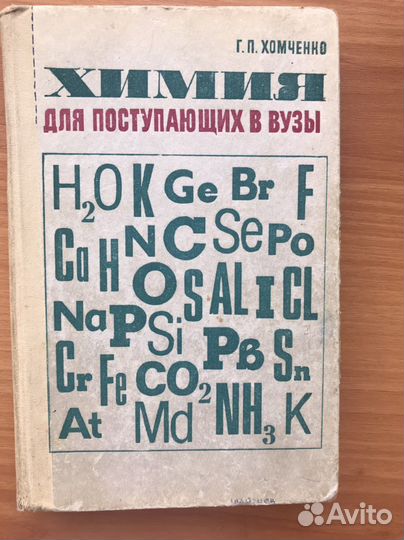 Г. П. ХОМЧЕНКО
ХИМИЯ
ДЛЯ ПОСТУПАЮЩИХ В ВУЗЫ
H₂O K Ge Br F
Ca H N C Se Po
O S AL I CL
Na P Si Pв Sn
Cr Fe CO₂
At Md NH₃ K
Avito